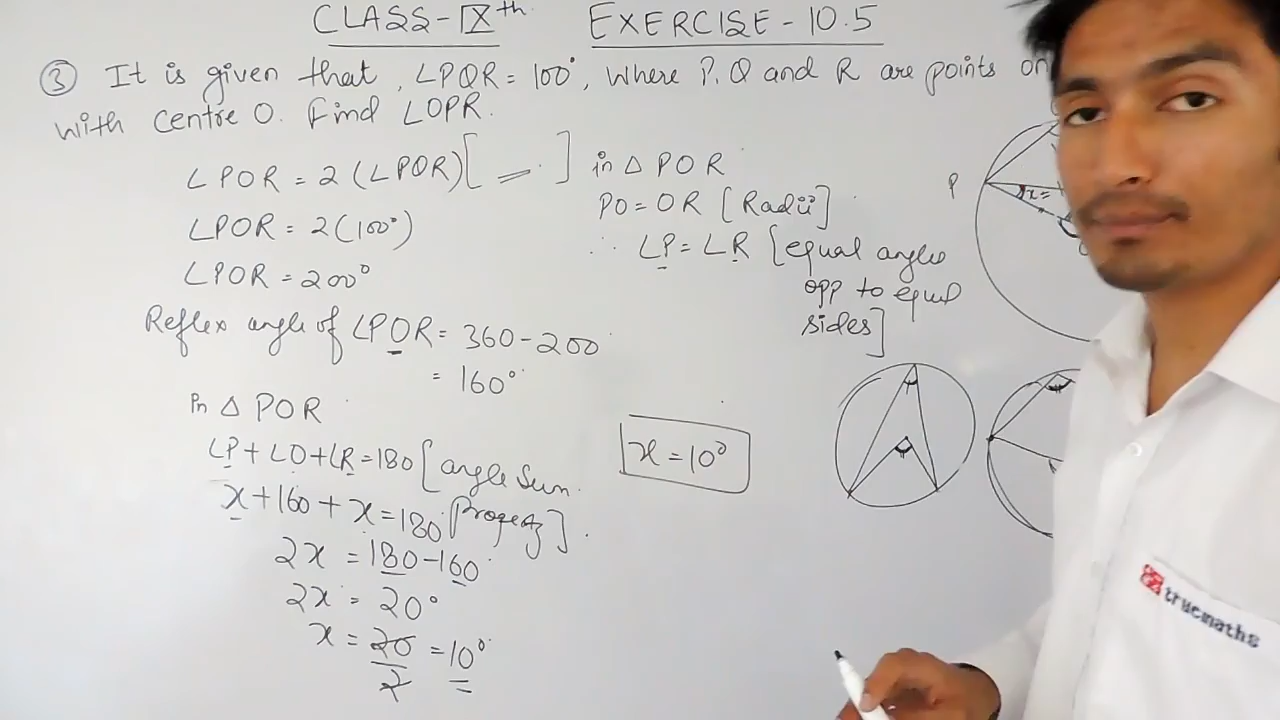 CLASS-IXth EXERCISE-10.5
③ It is given that, ∠PQR = 100°, where P, Q and R are points on
with centre O. Find ∠OPR.
∠POR = 2(∠POR)[ ]
∠POR = 2(100°)
∠POR = 200°
Reflex angle of ∠POR = 360-200
= 160°
In △ POR
∠P+∠O+∠R=180 [angle Sum
Property].
x+160+x=180
2x = 180-160
2x = 20°
x = 20/2 = 10°
in △ POR
PO=OR [Radii]
∴ ∠P=∠R [equal angles
opp to equal
sides]
x=10°
P
x=
truemaths